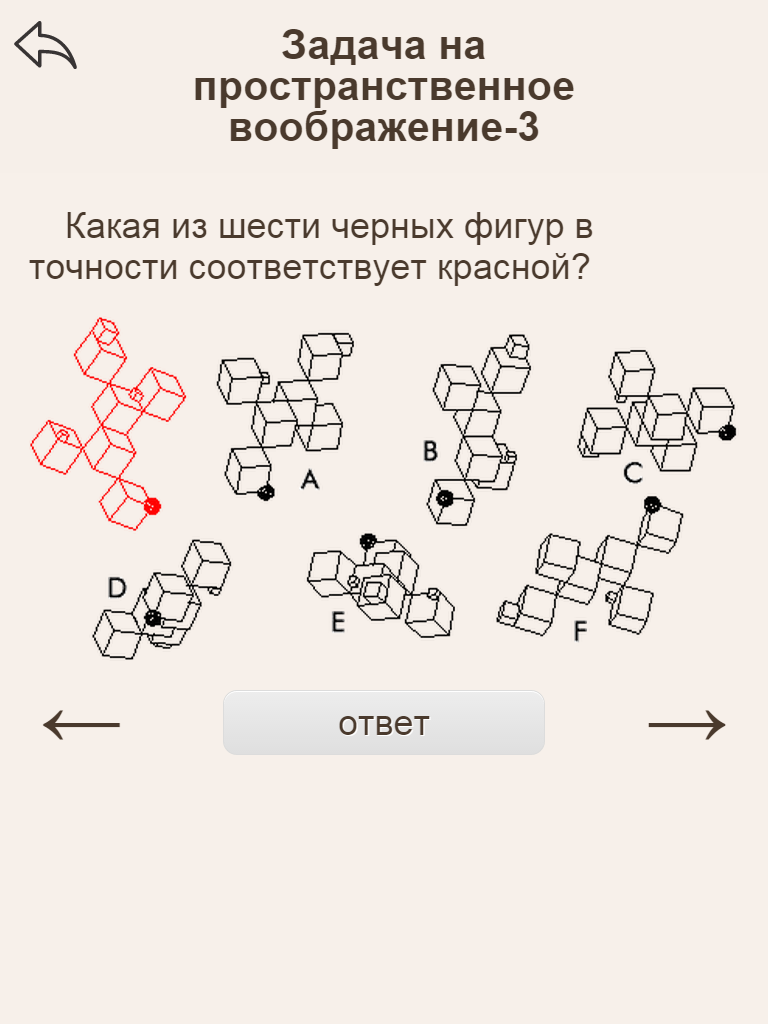 Задача на
пространственное
воображение-3
Какая из шести черных фигур в
точности соответствует красной?
A
B
C
D
E
F
ответ